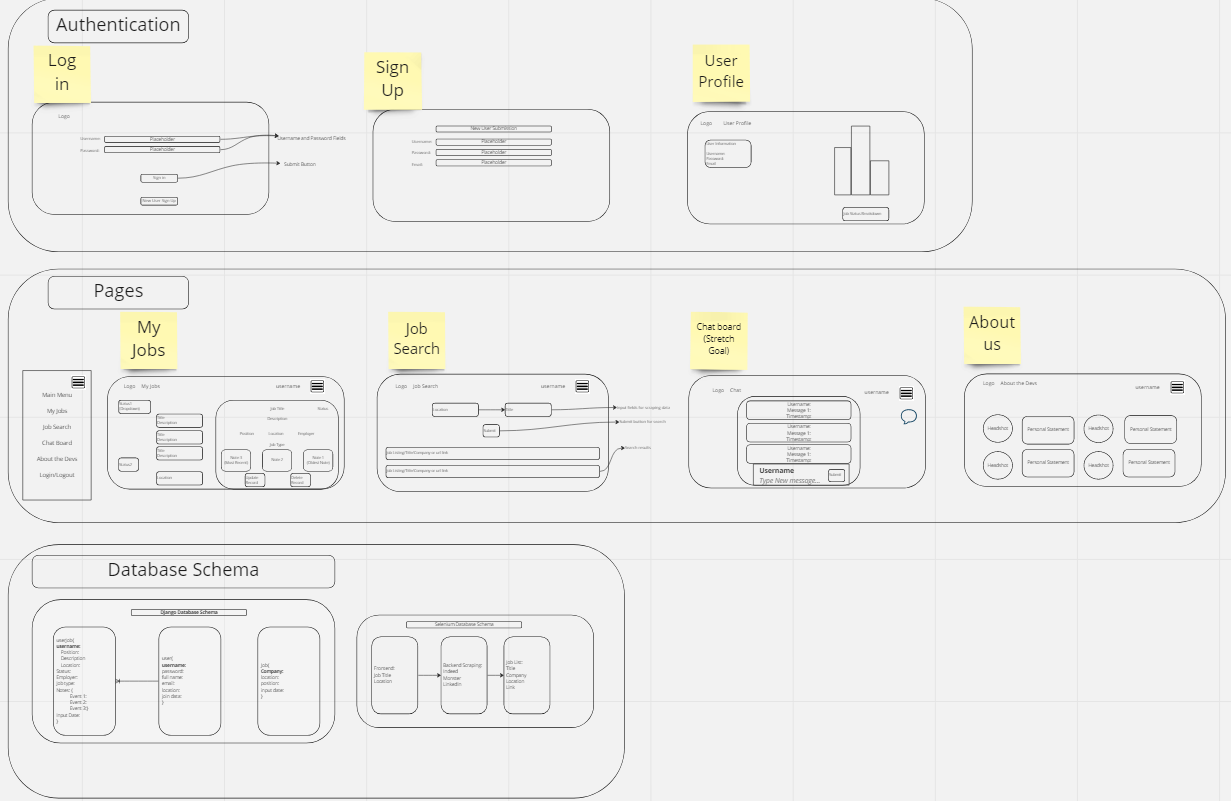 Authentication
Log
in
Logo
Username:
Placeholder
Password:
Placeholder
Username and Password Fields
Submit Button
Sign in
New User Sign Up
Sign
Up
New User Submission
Username:
Placeholder
Password:
Placeholder
Email:
Placeholder
User
Profile
Logo
User Profile
User Information
Username:
Password:
Email:
Job Status Breakdown
Pages
Main Menu
My Jobs
Job Search
Chat Board
About the Devs
Login/Logout
My
Jobs
Logo
My Jobs
username
Status1
(Dropdown)
Title
Description
Title
Description
Title
Description
Status2
Location
Job Title
Status
Description
Position
Location
Employer
Job Type
Note 3
(Most Recent)
Note 2
Note 1
(Oldest Note)
Update
Record
Delete
Record
Job
Search
Logo
Job Search
username
Location
Title
Submit
Input fields for scraping data
Submit button for search
Search results
Job Listing/Title/Company w/ url link
Job Listing/Title/Company w/ url link
Chat board
(Stretch
Goal)
Logo
Chat
username
Username:
Message 1:
Timestamp:
Username:
Message 1:
Timestamp:
Username:
Message 1:
Timestamp:
Username
Type New message...
Submit
About
us
Logo
About the Devs
username
Headshot
Personal Statement
Headshot
Personal Statement
Headshot
Personal Statement
Headshot
Personal Statement
Database Schema
Django Database Schema
userJob{
username:
Position:
Description
Location:
Status:
Employer:
Job type:
Notes: {
Event 1:
Event 2:
Event 3:}
Input Date:
}
user{
username:
password:
full name:
email:
location:
join date:
}
Job{
Company:
location:
position:
Input date:
}
Selenium Database Schema
Frontend:
Job Title
Location
Backend Scraping:
Indeed
Monster
LinkedIn
Job List:
Title
Company
Location
Link